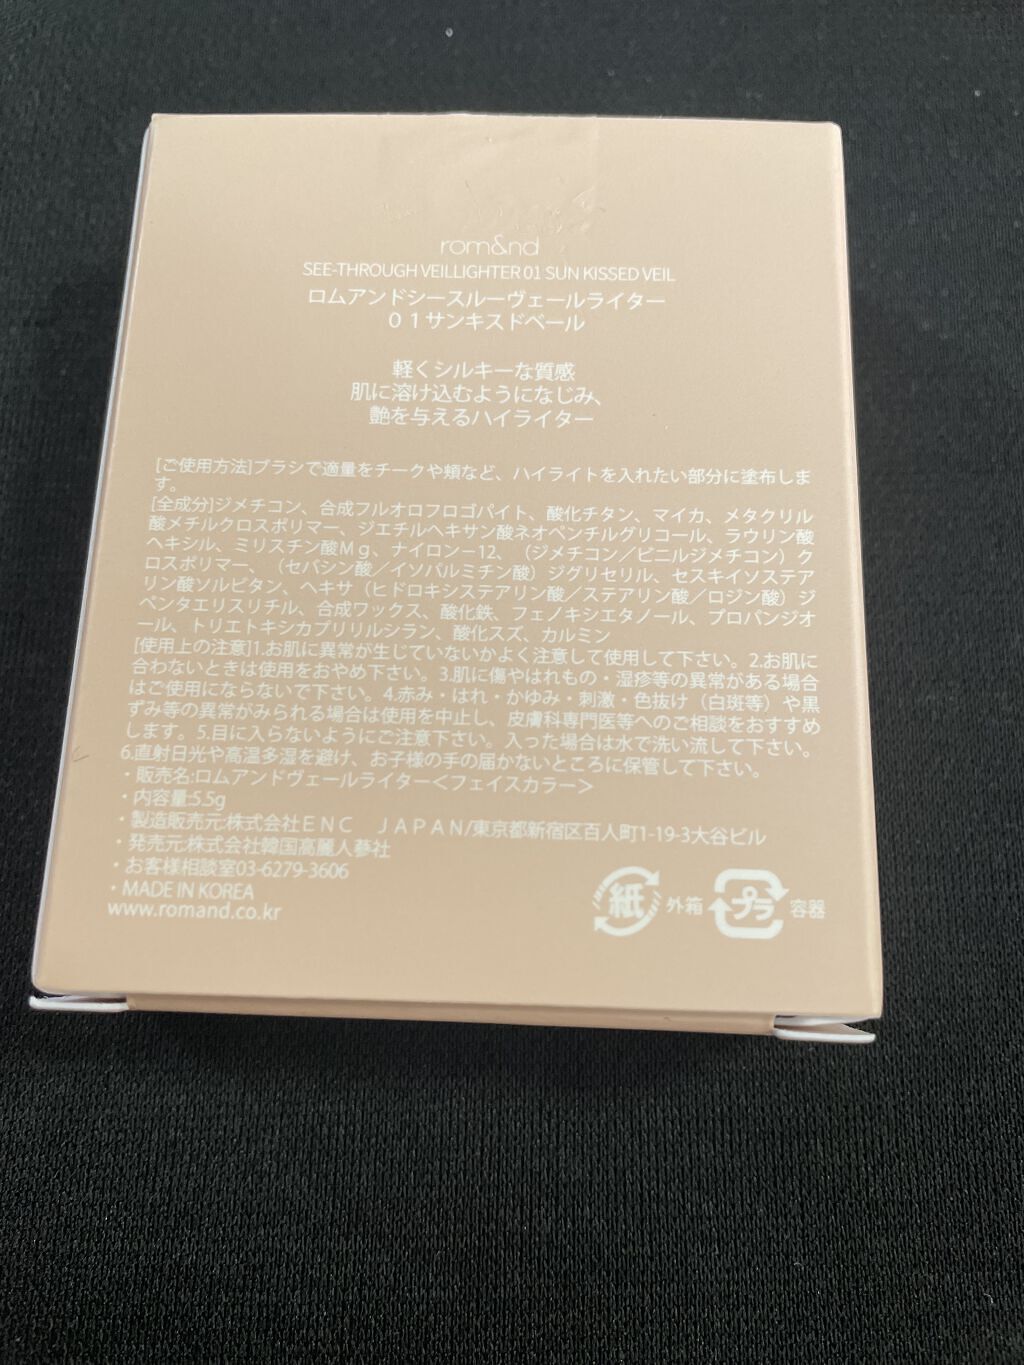 rom&nd
SEE-THROUGH VEILLIGHTER 01 SUN KISSED VEIL
ロムアンドシースルーヴェールライター
０１サンキスドベール
軽くシルキーな質感
肌に溶け込むようになじみ、
艶を与えるハイライター
[ご使用方法]ブラシで適量をチークや頬など、ハイライトを入れたい部分に塗布しま
す。
[全成分]ジメチコン、合成フルオロフロゴパイト、酸化チタン、マイカ、メタクリル
酸メチルクロスポリマー、ジエチルヘキサン酸ネオペンチルグリコール、ラウリン酸
ヘキシル、ミリスチン酸Ｍｇ、ナイロン－12、（ジメチコン／ビニルジメチコン）ク
ロスポリマー、（セバシン酸／イソパルミチン酸）ジグリセリル、セスキイソステア
リン酸ソルビタン、ヘキサ（ヒドロキシステアリン酸／ステアリン酸／ロジン酸）ジ
ペンタエリスリチル、合成ワックス、酸化鉄、フェノキシエタノール、プロパンジオ
ール、トリエトキシカプリリルシラン、酸化スズ、カルミン
[使用上の注意]1.お肌に異常が生じていないかよく注意して使用して下さい。2.お肌に
合わないときは使用をおやめ下さい。3.肌に傷やはれもの・湿疹等の異常がある場合
はご使用にならないで下さい。4.赤み・はれ・かゆみ・刺激・色抜け（白斑等）や黒
ずみ等の異常がみられる場合は使用を中止し、皮膚科専門医等へのご相談をおすすめ
します。5.目に入らないようにご注意下さい。入った場合は水で洗い流して下さい。
6.直射日光や高温多湿を避け、お子様の手の届かないところに保管して下さい。
・販売名:ロムアンドヴェールライター＜フェイスカラー＞
・内容量:5.5g
・製造販売元:株式会社ＥＮＣ　ＪＡＰＡＮ/東京都新宿区百人町1-19-3大谷ビル
・発売元:株式会社韓国高麗人蔘社
・お客様相談室03-6279-3606
・MADE IN KOREA
www.romand.co.kr
紙 外箱 プラ 容器